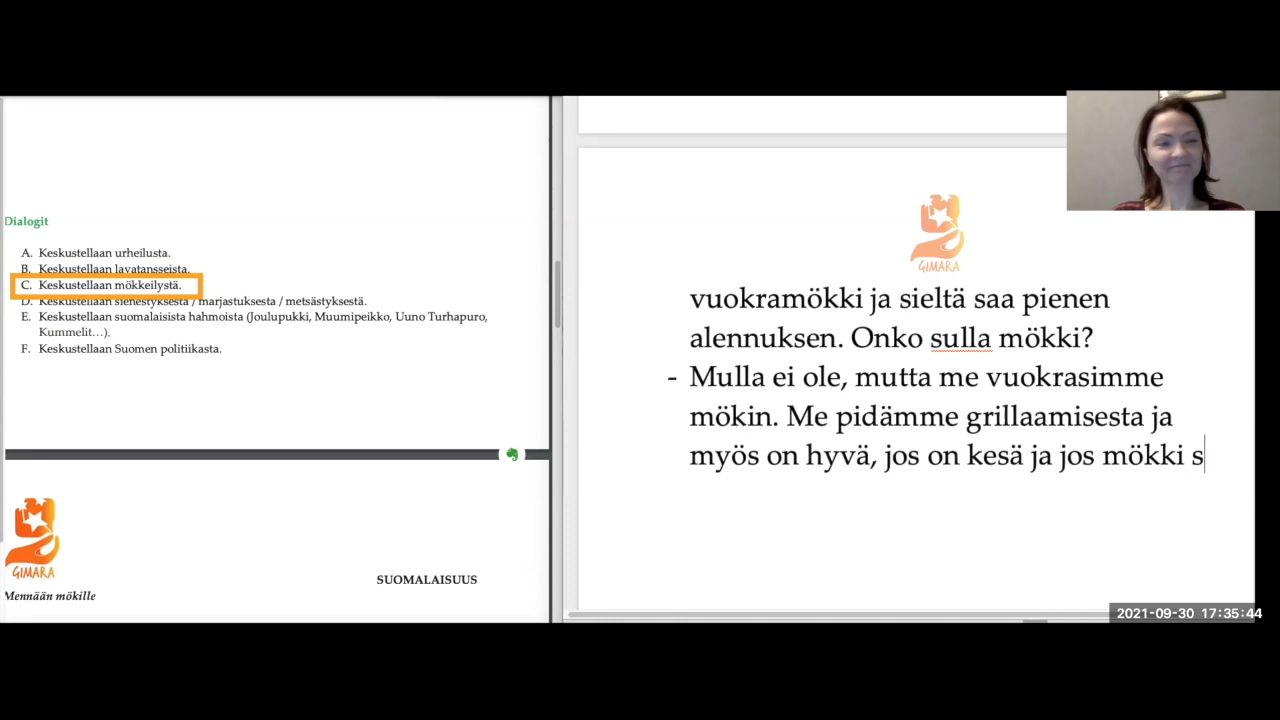 Dialogit
A. Keskustellaan urheilusta.
B. Keskustellaan lavatansseista.
C. Keskustellaan mökkeilystä.
D. Keskustellaan sienestyksestä / marjastuksesta / metsästyksestä.
E. Keskustellaan suomalaisista hahmoista (Joulupukki, Muumipeikko, Uuno Turhapuro,
Kummelit…).
F. Keskustellaan Suomen politiikasta.
GIMARA
SUOMALAISUUS
Mennään mökille
GIMARA
vuokramökki ja sieltä saa pienen
alennuksen. Onko sulla mökki?
- Mulla ei ole, mutta me vuokrasimme
mökin. Me pidämme grillaamisesta ja
myös on hyvä, jos on kesä ja jos mökki s
2021-09-30 17:35:44